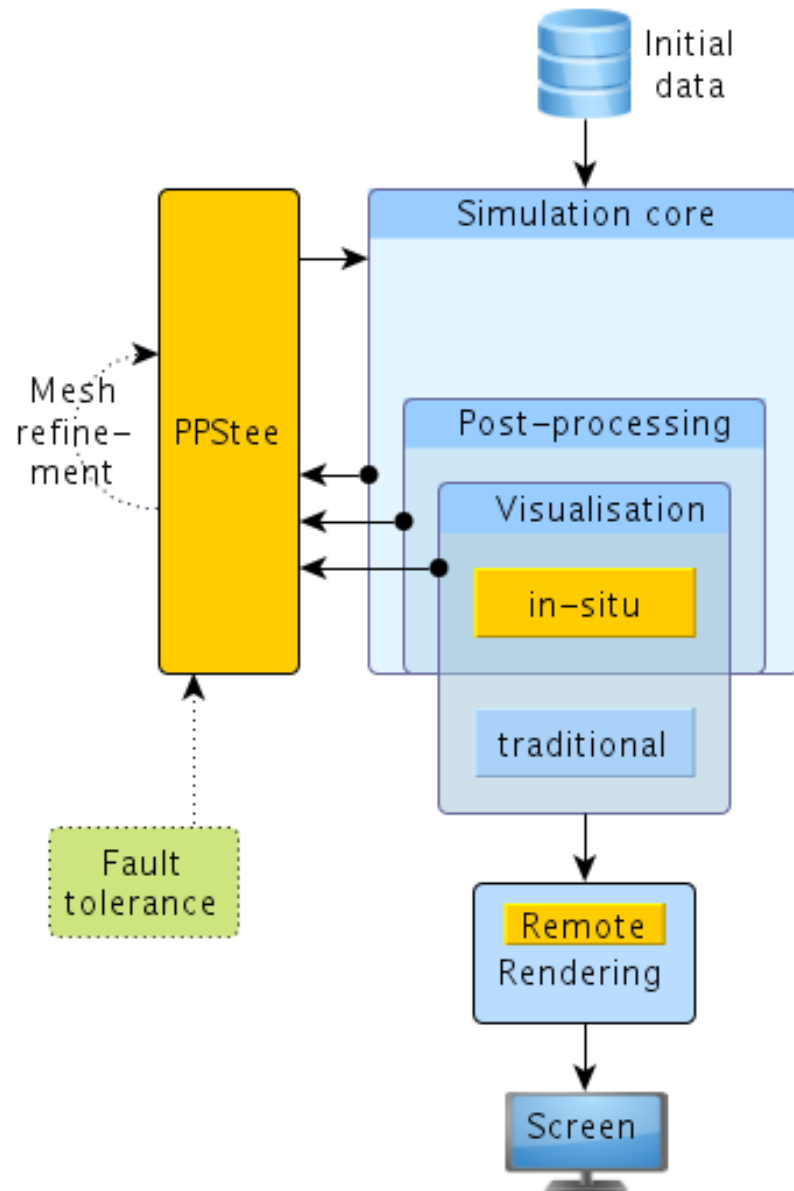 Initial
data
Simulation core
Mesh
refine-
ment
PPStee
Post-processing
Visualisation
in-situ
traditional
Fault
tolerance
Remote
Rendering
Screen